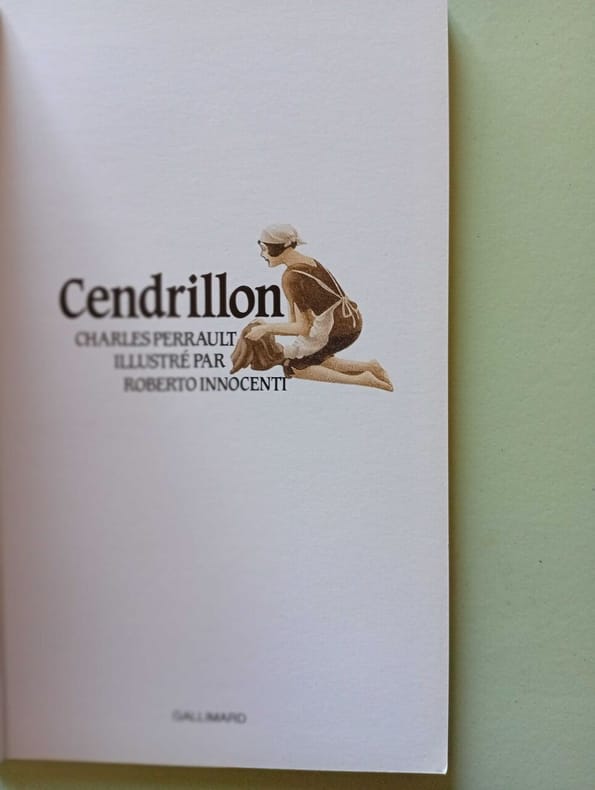 Cendrillon
CHARLES PERRAULT
ILLUSTRÉ PAR
ROBERTO INNOCENTI
GALLIMARD